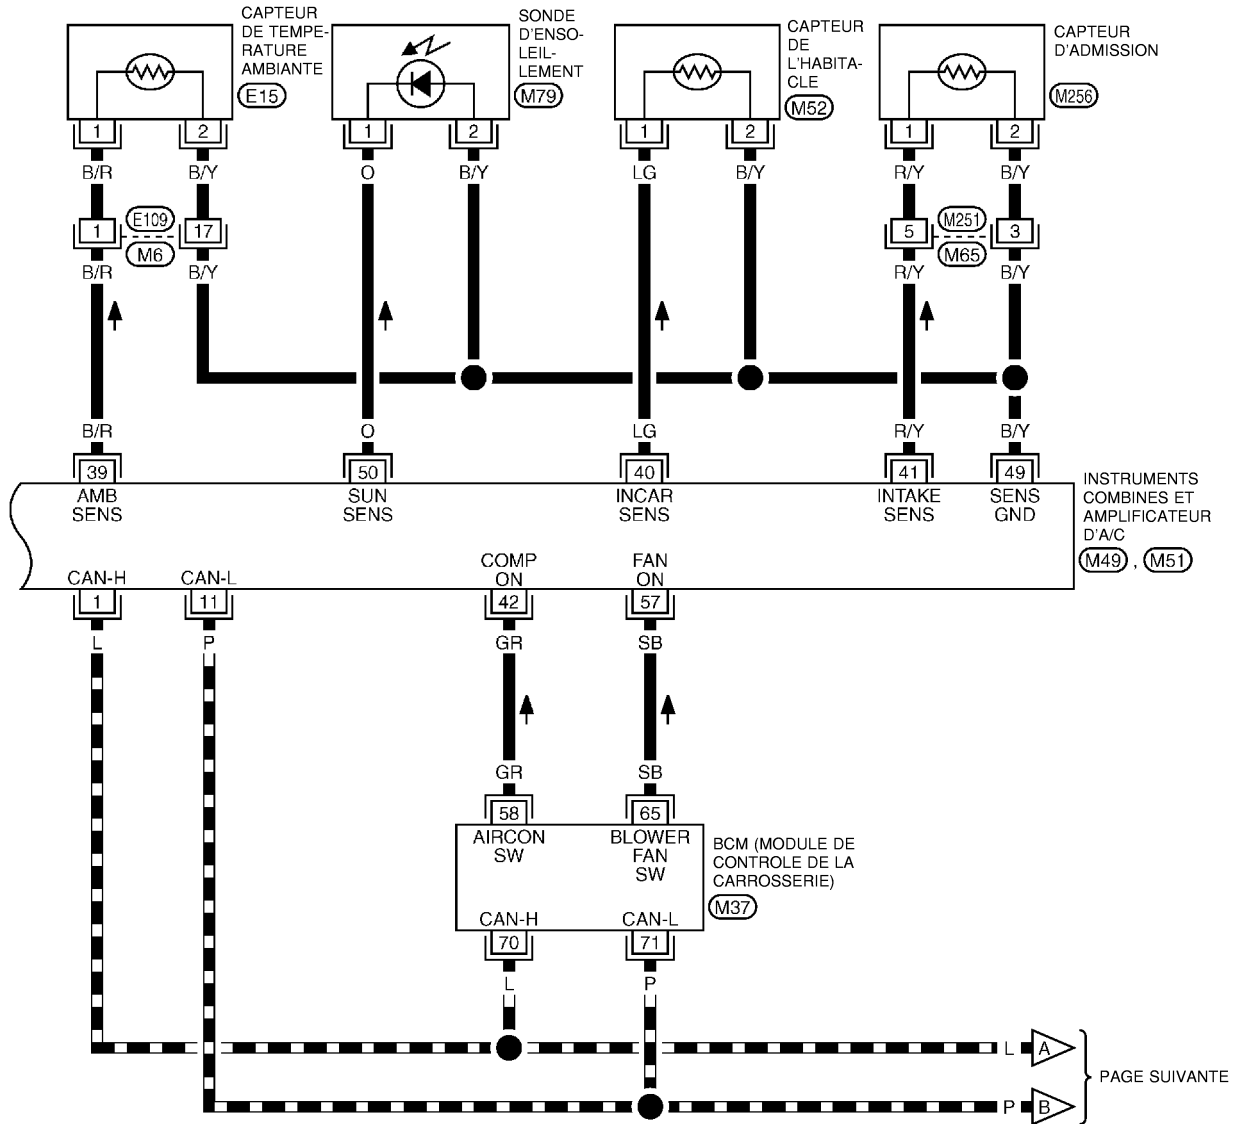 CAPTEUR
DE TEMPE-
RATURE
AMBIANTE
E15
SONDE
D'ENSO-
LEIL-
LEMENT
M79
CAPTEUR
DE
L'HABITA-
CLE
M52
CAPTEUR
D'ADMISSION
M256
1 2 1 2 1 2 1 2
B/R B/Y O B/Y LG B/Y R/Y B/Y
1 E109 17 5 M251 3
M6 M65
B/R B/Y R/Y B/Y
B/R O LG R/Y B/Y
39 50 40 41 49
AMB
SENS
SUN
SENS
INCAR
SENS
INTAKE
SENS
SENS
GND
INSTRUMENTS
COMBINES ET
AMPLIFICATEUR
D'A/C
M49 , M51
CAN-H CAN-L
COMP
ON
FAN
ON
1 11 42 57
L P GR SB
GR SB
58 65
AIRCON
SW
BLOWER
FAN
SW
BCM (MODULE DE
CONTROLE DE LA
CARROSSERIE)
M37
CAN-H CAN-L
70 71
L P
L A
PAGE SUIVANTE
P B